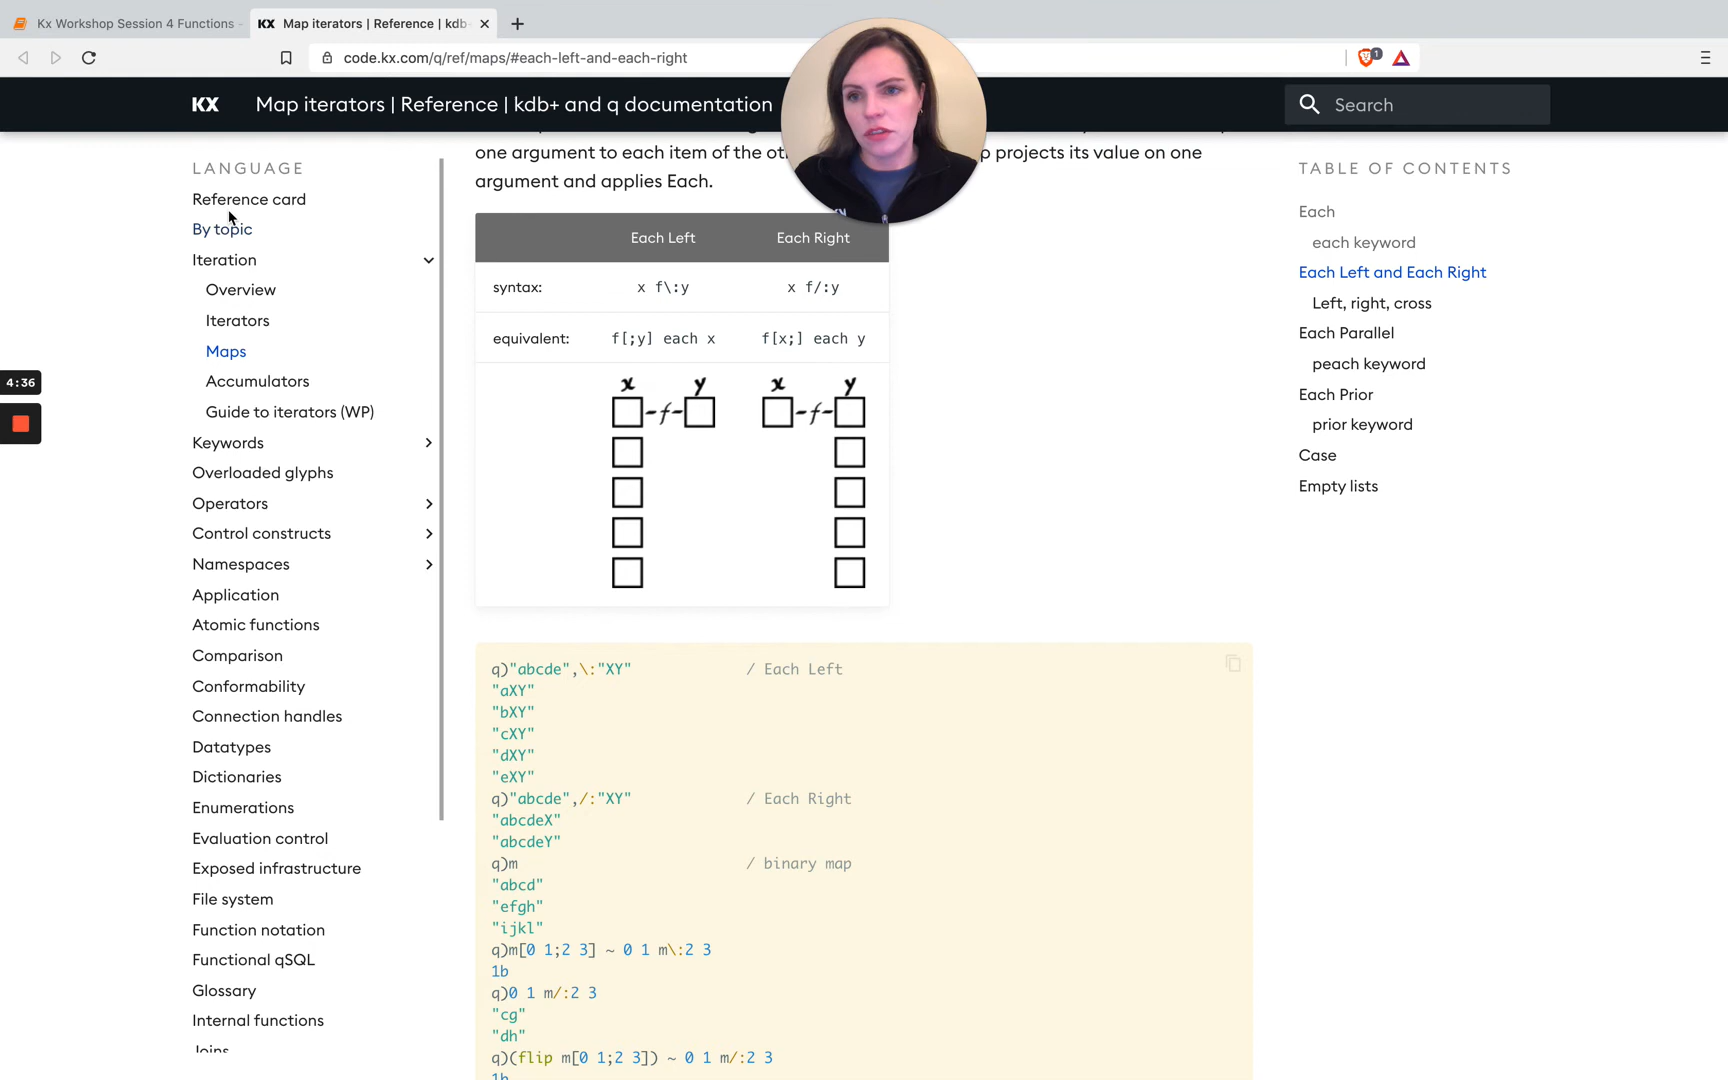 Kx Workshop Session 4 Functions -
KX Map iterators | Reference | kdb
code.kx.com/q/ref/maps/#each-left-and-each-right
1
KX Map iterators | Reference | kdb+ and q documentation
Search
LANGUAGE
Reference card
By topic
Iteration
Overview
Iterators
Maps
Accumulators
Guide to iterators (WP)
Keywords
Overloaded glyphs
Operators
Control constructs
Namespaces
Application
Atomic functions
Comparison
Conformability
Connection handles
Datatypes
Dictionaries
Enumerations
Evaluation control
Exposed infrastructure
File system
Function notation
Functional qSQL
Glossary
Internal functions
Joins
4:36
one argument to each item of the
p projects its value on one
argument and applies Each.
Each Left Each Right
syntax: x f\:y x f/:y
equivalent: f[;y] each x f[x;] each y
x y x y
-f- -f-
q)"abcde",\:"XY" / Each Left
"aXY"
"bXY"
"cXY"
"dXY"
"eXY"
q)"abcde",/:"XY" / Each Right
"abcdeX"
"abcdeY"
q)m / binary map
"abcd"
"efgh"
"ijkl"
q)m[0 1;2 3] ~ 0 1 m\:2 3
1b
q)0 1 m/:2 3
"cg"
"dh"
q)(flip m[0 1;2 3]) ~ 0 1 m/:2 3
1b
TABLE OF CONTENTS
Each
each keyword
Each Left and Each Right
Left, right, cross
Each Parallel
peach keyword
Each Prior
prior keyword
Case
Empty lists